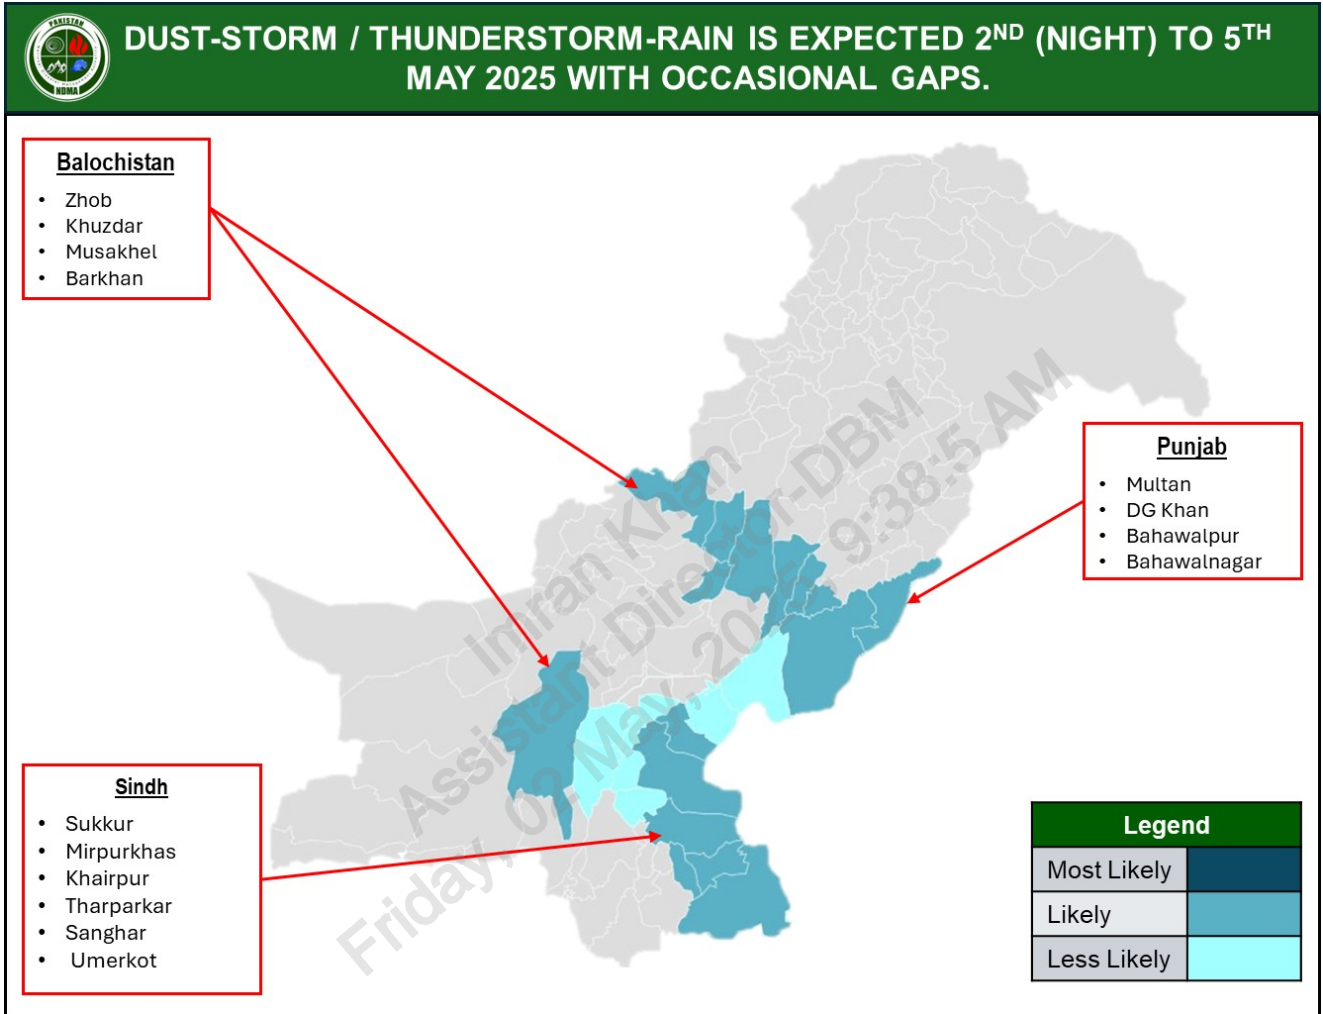 PAKISTAN
NDMA
DUST-STORM / THUNDERSTORM-RAIN IS EXPECTED 2ND (NIGHT) TO 5TH
MAY 2025 WITH OCCASIONAL GAPS.
Balochistan
• Zhob
• Khuzdar
• Musakhel
• Barkhan
Punjab
• Multan
• DG Khan
• Bahawalpur
• Bahawalnagar
Sindh
• Sukkur
• Mirpurkhas
• Khairpur
• Tharparkar
• Sanghar
• Umerkot
Legend
Most Likely
Likely
Less Likely
Imran Khan
Assistant Director-DBM
Friday, 02 May, 2025, 9:38:5 AM